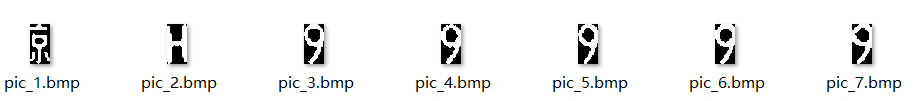 京 H 9 9 9 9 9
pic_1.bmp pic_2.bmp pic_3.bmp pic_4.bmp pic_5.bmp pic_6.bmp pic_7.bmp